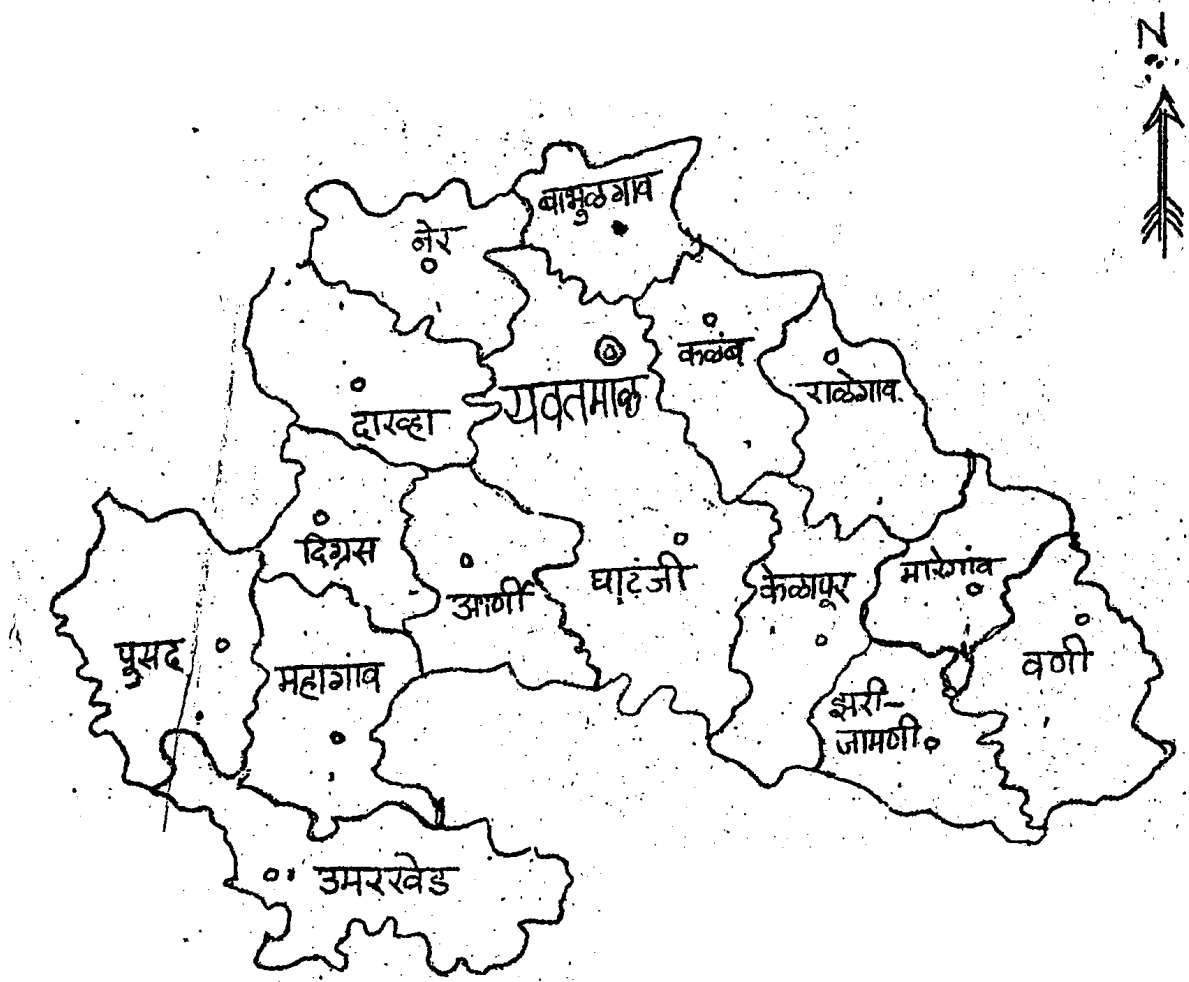 N
बाभुळगाव
नेर
कळंब
राळेगाव.
यवतमाळ
दारव्हा
दिग्रस
आर्णी
घाटंजी
केळापूर
मारेगांव
पुसद
महागांव
वणी
झरी-
जामणी
उमरखेड